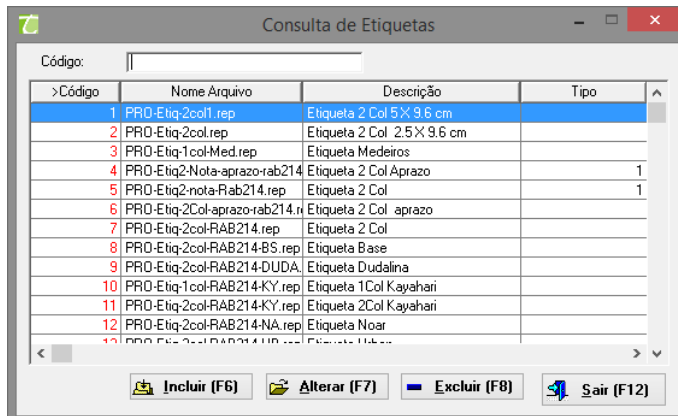 Consulta de Etiquetas
Código:
>Código Nome Arquivo Descrição Tipo
1 PRO-Etiq-2col1.rep Etiqueta 2 Col 5 X 9.6 cm
2 PRO-Etiq-2col.rep Etiqueta 2 Col 2.5 X 9.6 cm
3 PRO-Etiq-1col-Med.rep Etiqueta Medeiros
4 PRO-Etiq2-Nota-aprazo-rab214 Etiqueta 2 Col Aprazo 1
5 PRO-Etiq2-nota-Rab214.rep Etiqueta 2 Col 1
6 PRO-Etiq-2Col-aprazo-rab214.r Etiqueta 2 Col aprazo
7 PRO-Etiq-2col-RAB214.rep Etiqueta 2 Col
8 PRO-Etiq-2col-RAB214-BS.rep Etiqueta Base
9 PRO-Etiq-2col-RAB214-DUDA. Etiqueta Dudalina
10 PRO-Etiq-1col-RAB214-KY.rep Etiqueta 1Col Kayahari
11 PRO-Etiq-2col-RAB214-KY.rep Etiqueta 2Col Kayahari
12 PRO-Etiq-2col-RAB214-NA.rep Etiqueta Noar
Incluir (F6) Alterar (F7) Excluir (F8) Sair (F12)